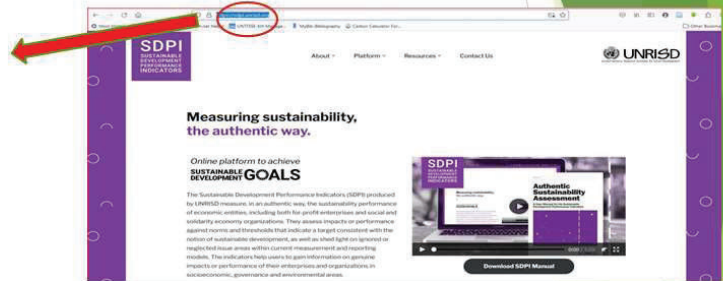 SDPI
SUSTAINABLE
DEVELOPMENT
PERFORMANCE
INDICATORS
About
Platform
Resources
Contact Us
UNRISD
Measuring sustainability,
the authentic way.
Online platform to achieve
SUSTAINABLE
DEVELOPMENT GOALS
The Sustainable Development Performance Indicators (SDPI) produced
by UNRISD measure, in an authentic way, the sustainability performance
of economic entities, including both for profit enterprises and social and
solidarity economy organizations. They assess impacts or performance
against norms and thresholds that indicate a target consistent with the
notion of sustainable development, as well as shed light on ignored or
neglected issue areas within current measurement and reporting
models. The indicators help users to gain information on genuine
impacts or performance of their enterprises and organizations, in
socioeconomic, governance and environmental areas.
SDPI
SUSTAINABLE
DEVELOPMENT
PERFORMANCE
INDICATORS
Authentic
Sustainability
Assessment
Download SDPI Manual